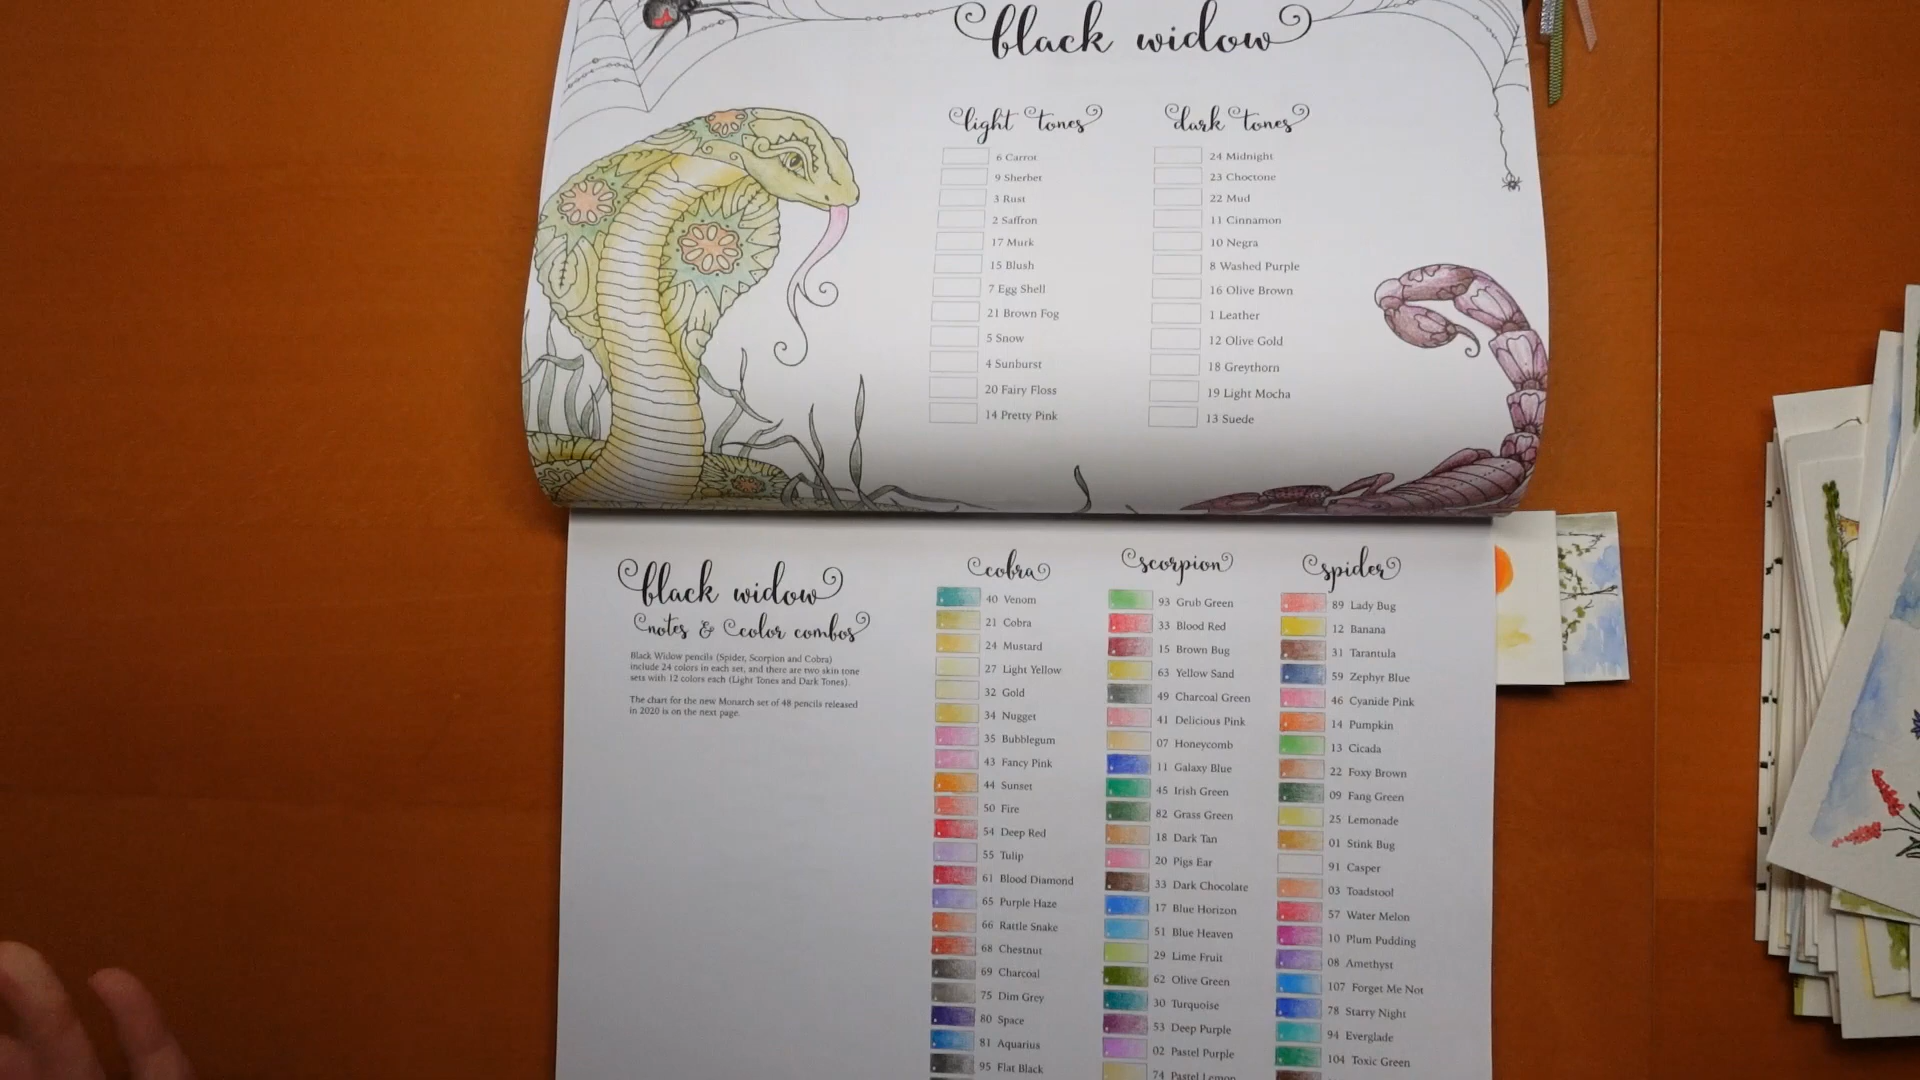 black widow
light tones
6 Carrot
9 Sherbet
3 Rust
2 Saffron
17 Murk
15 Blush
7 Egg Shell
21 Brown Fog
5 Snow
4 Sunburst
20 Fairy Floss
14 Pretty Pink
dark tones
24 Midnight
23 Choctone
22 Mud
11 Cinnamon
10 Negra
8 Washed Purple
16 Olive Brown
1 Leather
12 Olive Gold
18 Greythorn
19 Light Mocha
13 Suede
black widow
notes & color combos
Black Widow pencils (Spider, Scorpion and Cobra)
include 24 colors in each set, and there are two skin tone
sets with 12 colors each (Light Tones and Dark Tones).
The chart for the new Monarch set of 48 pencils released
in 2020 is on the next page.
cobra
40 Venom
21 Cobra
24 Mustard
27 Light Yellow
32 Gold
34 Nugget
35 Bubblegum
43 Fancy Pink
44 Sunset
50 Fire
54 Deep Red
55 Tulip
61 Blood Diamond
65 Purple Haze
66 Rattle Snake
68 Chestnut
69 Charcoal
75 Dim Grey
80 Space
81 Aquarius
95 Flat Black
scorpion
93 Grub Green
33 Blood Red
15 Brown Bug
63 Yellow Sand
49 Charcoal Green
41 Delicious Pink
07 Honeycomb
11 Galaxy Blue
45 Irish Green
82 Grass Green
18 Dark Tan
20 Pigs Ear
33 Dark Chocolate
17 Blue Horizon
51 Blue Heaven
29 Lime Fruit
62 Olive Green
30 Turquoise
53 Deep Purple
02 Pastel Purple
74 Pastel Lemon
spider
89 Lady Bug
12 Banana
31 Tarantula
59 Zephyr Blue
46 Cyanide Pink
14 Pumpkin
13 Cicada
22 Foxy Brown
09 Fang Green
25 Lemonade
01 Stink Bug
91 Casper
03 Toadstool
57 Water Melon
10 Plum Pudding
08 Amethyst
107 Forget Me Not
78 Starry Night
94 Everglade
104 Toxic Green